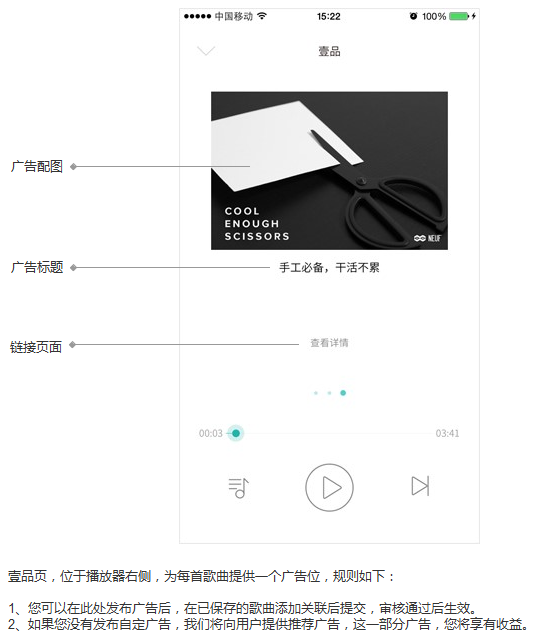 中国移动 15:22 100%
壹品
广告配图
COOL
ENOUGH
SCISSORS
NEUF
广告标题
手工必备，干活不累
链接页面
查看详情
00:03 03:41
壹品页，位于播放器右侧，为每首歌曲提供一个广告位，规则如下：
1、您可以在此处发布广告后，在已保存的歌曲添加关联后提交，审核通过后生效。
2、如果您没有发布自定广告，我们将向用户提供推荐广告，这一部分广告，您将享有收益。